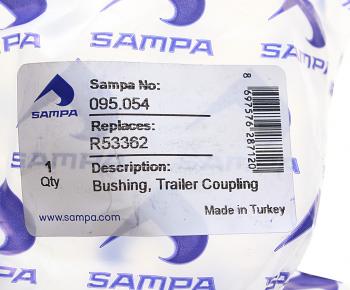 SAMPA
SAMPA
Sampa No:
095.054
Replaces:
R53362
1
Qty
Description:
Bushing, Trailer Coupling
www.sampa.com
Made in Turkey
8 697576 287120
SAMPA
SAMPA